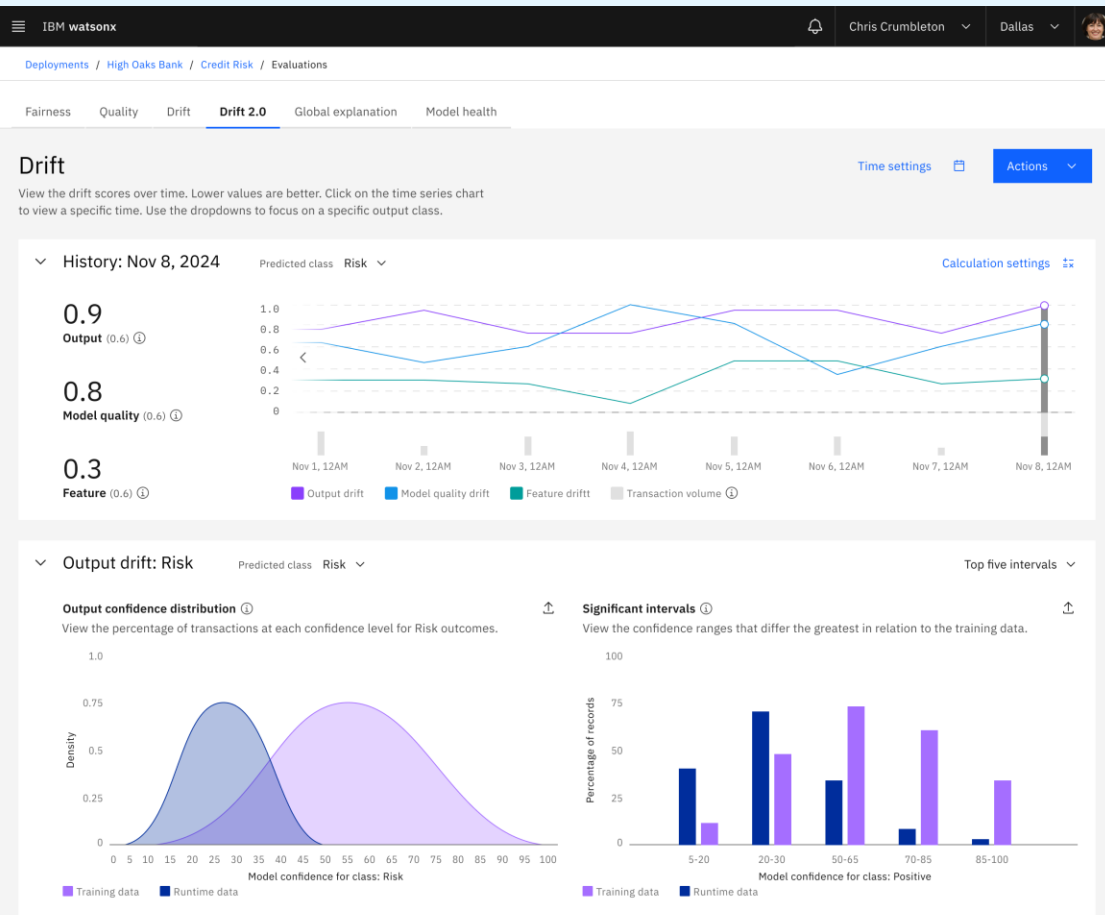 IBM watsonx
Chris Crumbleton
Dallas
Deployments / High Oaks Bank / Credit Risk / Evaluations
Fairness
Quality
Drift
Drift 2.0
Global explanation
Model health
Drift
View the drift scores over time. Lower values are better. Click on the time series chart
to view a specific time. Use the dropdowns to focus on a specific output class.
Time settings
Actions
History: Nov 8, 2024
Predicted class Risk
Calculation settings
0.9
Output (0.6)
0.8
Model quality (0.6)
0.3
Feature (0.6)
1.0
0.8
0.6
0.4
0.2
0
Nov 1, 12AM
Nov 2, 12AM
Nov 3, 12AM
Nov 4, 12AM
Nov 5, 12AM
Nov 6, 12AM
Nov 7, 12AM
Nov 8, 12AM
Output drift
Model quality drift
Feature driftt
Transaction volume
Output drift: Risk
Predicted class Risk
Top five intervals
Output confidence distribution
View the percentage of transactions at each confidence level for Risk outcomes.
1.0
0.75
0.5
0.25
0
Density
0 5 10 15 20 25 30 35 40 45 50 55 60 65 70 75 80 85 90 95 100
Model confidence for class: Risk
Training data
Runtime data
Significant intervals
View the confidence ranges that differ the greatest in relation to the training data.
100
75
50
25
0
Percentage of records
5-20
20-30
50-65
70-85
85-100
Model confidence for class: Positive
Training data
Runtime data